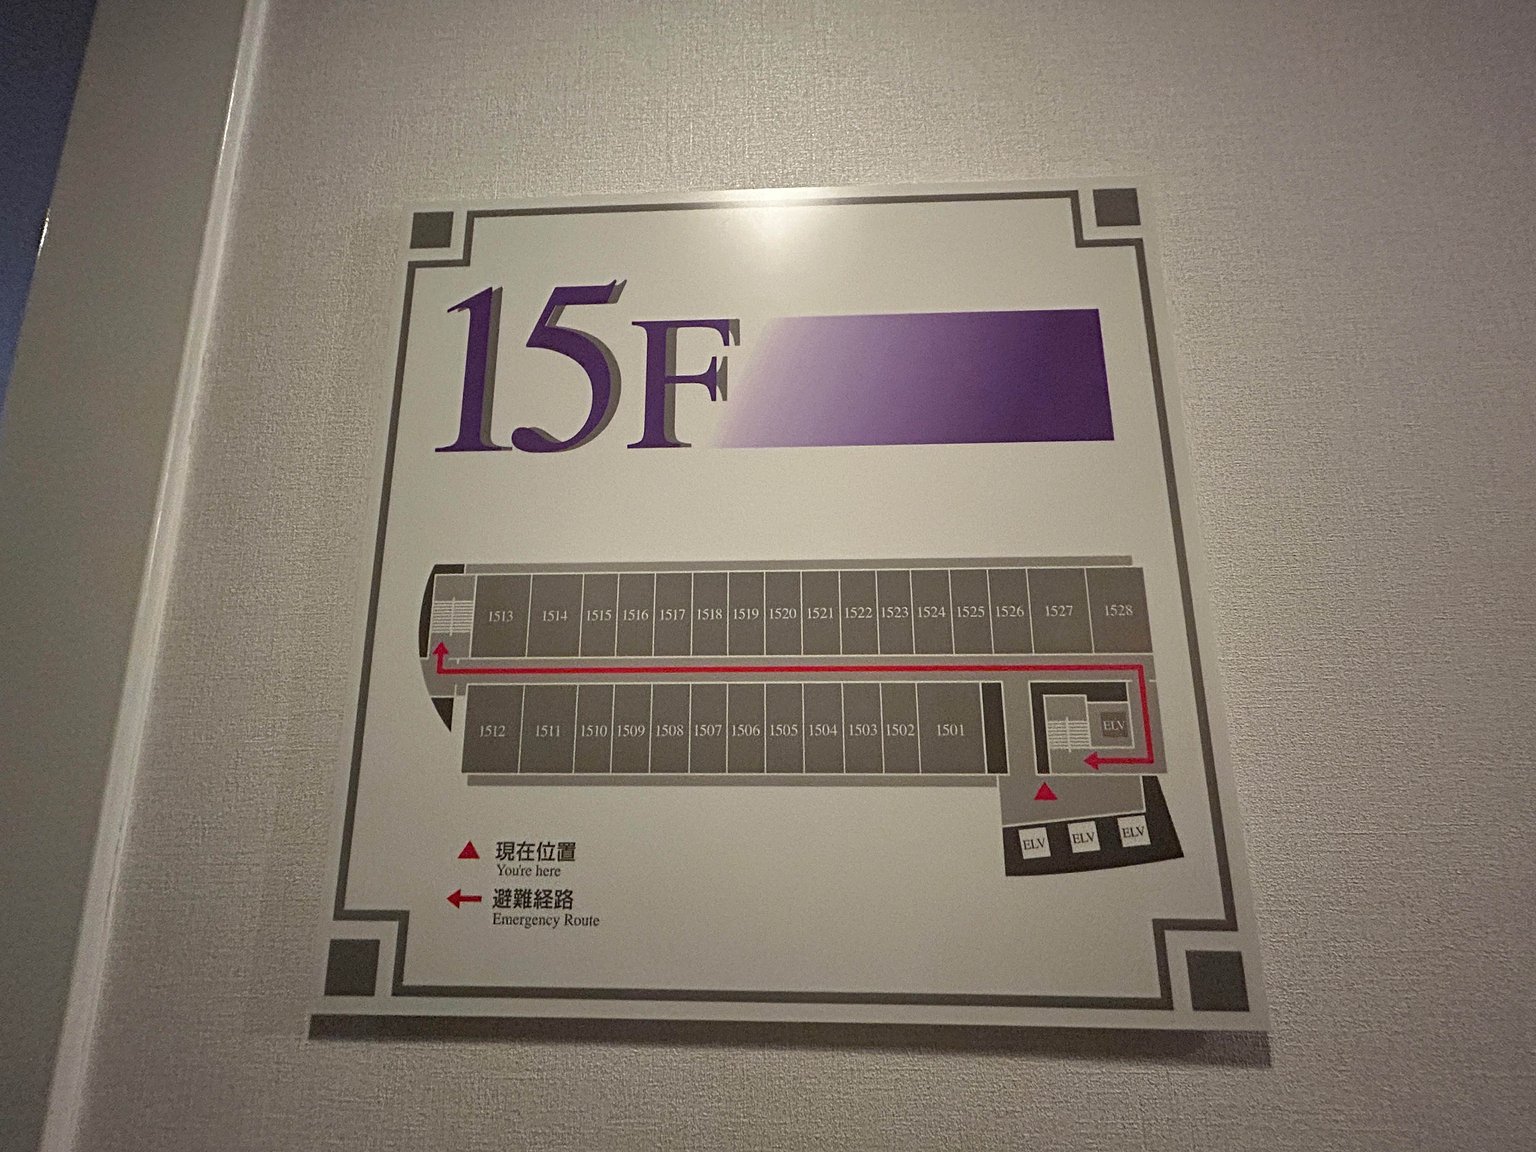 15F
1513 1514 1515 1516 1517 1518 1519 1520 1521 1522 1523 1524 1525 1526 1527 1528
1512 1511 1510 1509 1508 1507 1506 1505 1504 1503 1502 1501 ELV
ELV ELV ELV
現在位置
You're here
避難経路
Emergency Route